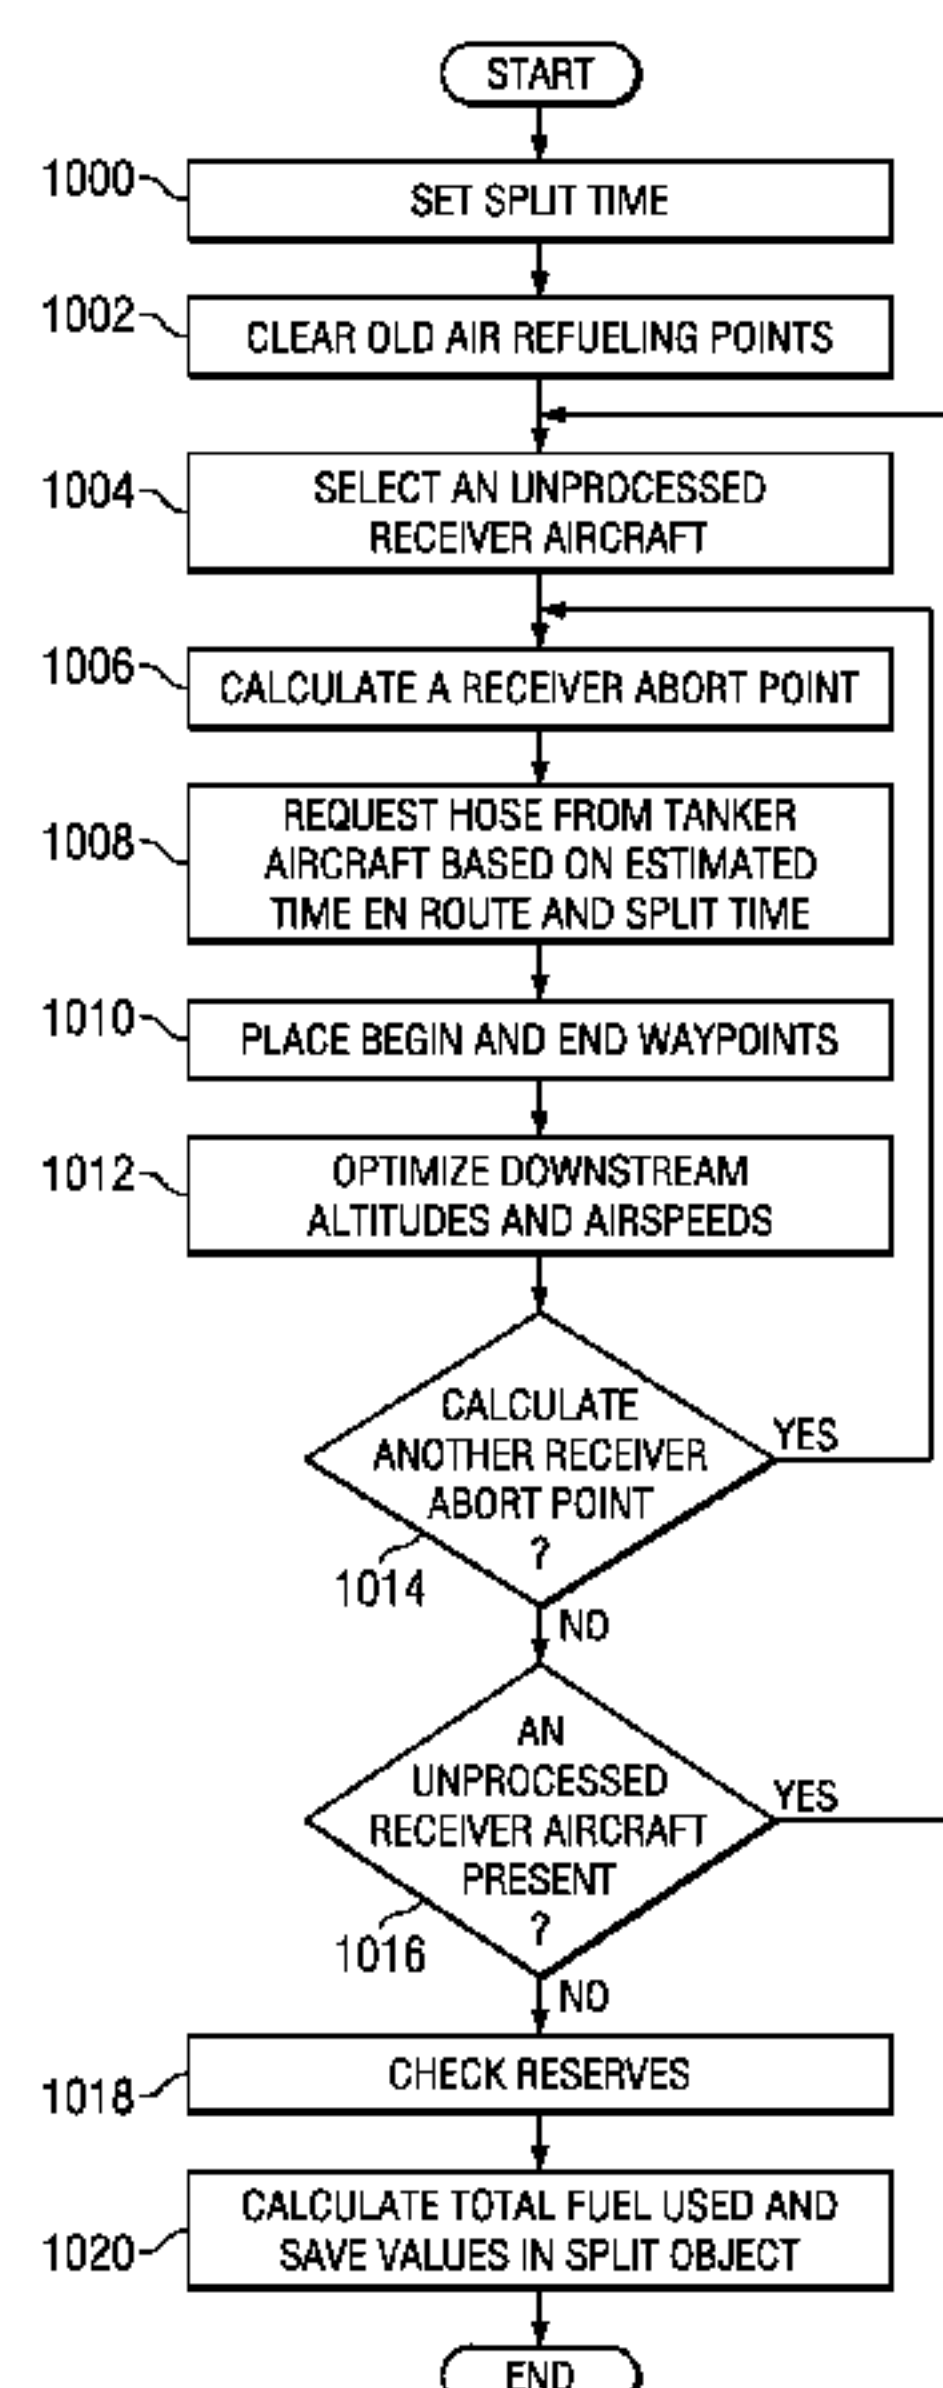 START
1000
SET SPLIT TIME
1002
CLEAR OLD AIR REFUELING POINTS
1004
SELECT AN UNPROCESSED
RECEIVER AIRCRAFT
1006
CALCULATE A RECEIVER ABORT POINT
1008
REQUEST HOSE FROM TANKER
AIRCRAFT BASED ON ESTIMATED
TIME EN ROUTE AND SPLIT TIME
1010
PLACE BEGIN AND END WAYPOINTS
1012
OPTIMIZE DOWNSTREAM
ALTITUDES AND AIRSPEEDS
CALCULATE
ANOTHER RECEIVER
ABORT POINT
?
YES
1014
NO
AN
UNPROCESSED
RECEIVER AIRCRAFT
PRESENT
?
YES
1016
NO
1018
CHECK RESERVES
1020
CALCULATE TOTAL FUEL USED AND
SAVE VALUES IN SPLIT OBJECT
END